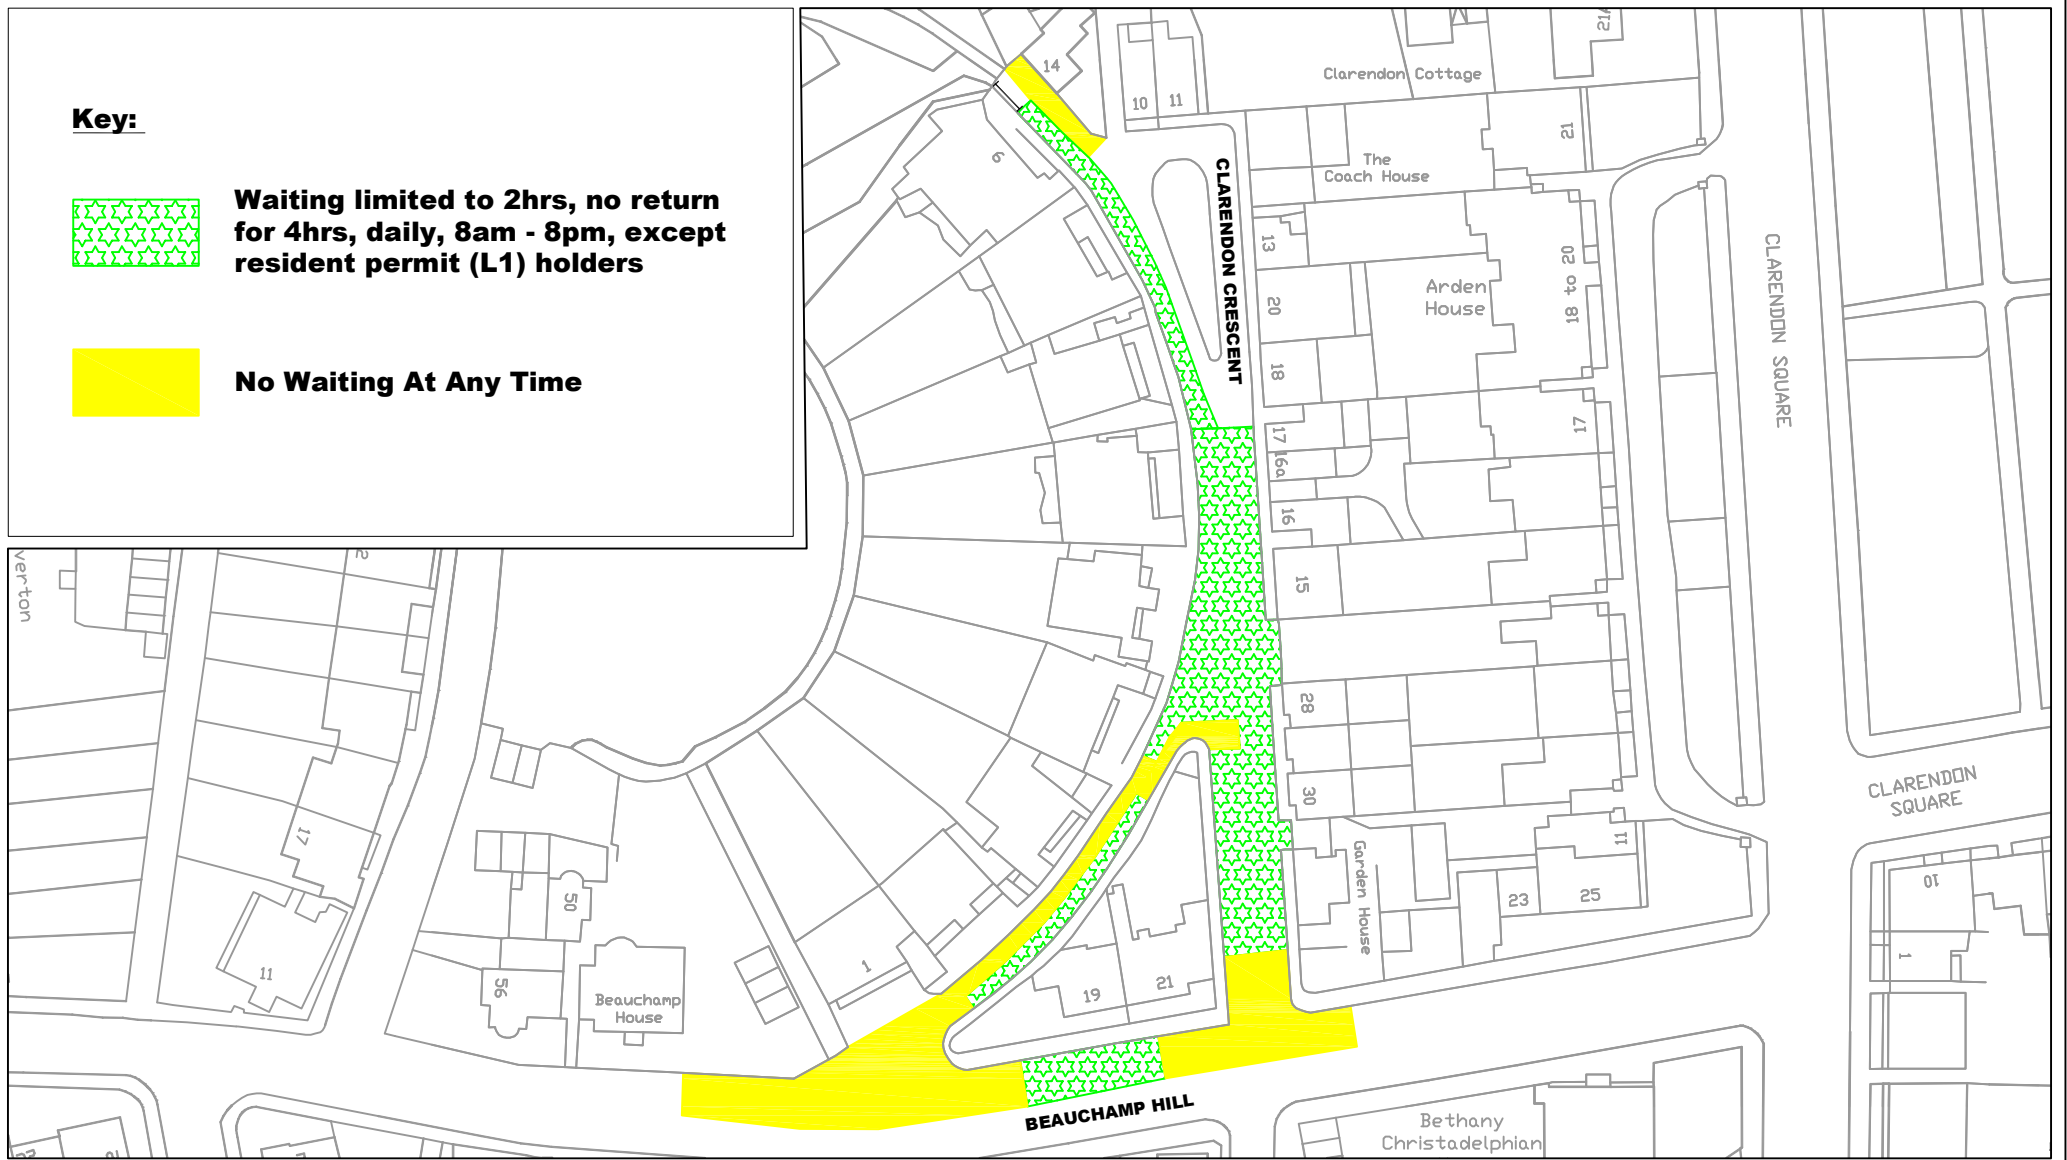 Key:
Waiting limited to 2hrs, no return
for 4hrs, daily, 8am - 8pm, except
resident permit (L1) holders
No Waiting At Any Time
14
10
11
Clarendon Cottage
21A
6
CLARENDON CRESCENT
The
Coach House
21
13
20
18
Arden
House
18 to 20
CLARENDON SQUARE
17
16a
17
16
15
verton
2
28
30
CLARENDON
SQUARE
17
11
50
56
Beauchamp
House
1
19
21
Garden House
23
25
11
10
1
BEAUCHAMP HILL
Bethany
Christadelphian